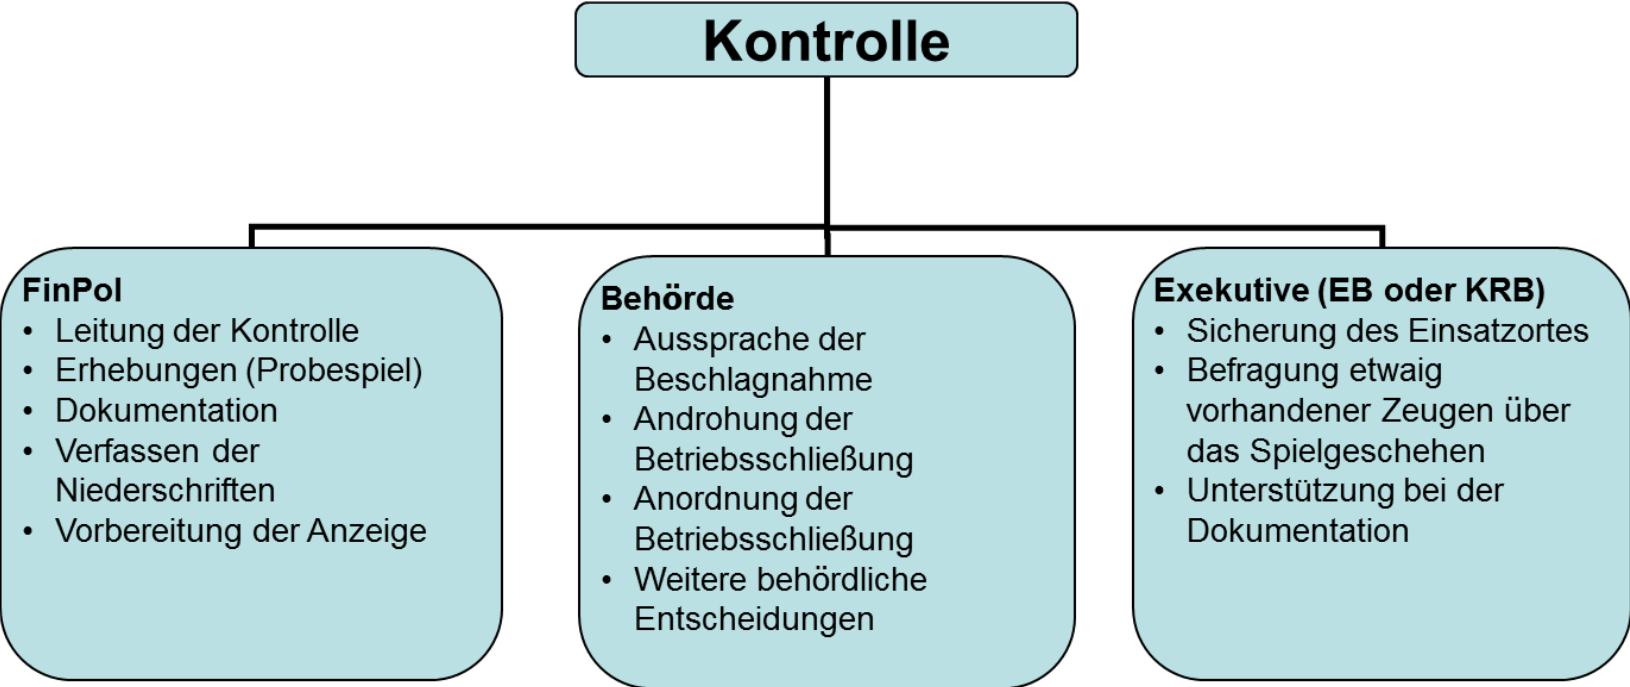 Kontrolle
FinPol
• Leitung der Kontrolle
• Erhebungen (Probespiel)
• Dokumentation
• Verfassen der
Niederschriften
• Vorbereitung der Anzeige
Behörde
• Aussprache der
Beschlagnahme
• Androhung der
Betriebsschließung
• Anordnung der
Betriebsschließung
• Weitere behördliche
Entscheidungen
Exekutive (EB oder KRB)
• Sicherung des Einsatzortes
• Befragung etwaig
vorhandener Zeugen über
das Spielgeschehen
• Unterstützung bei der
Dokumentation